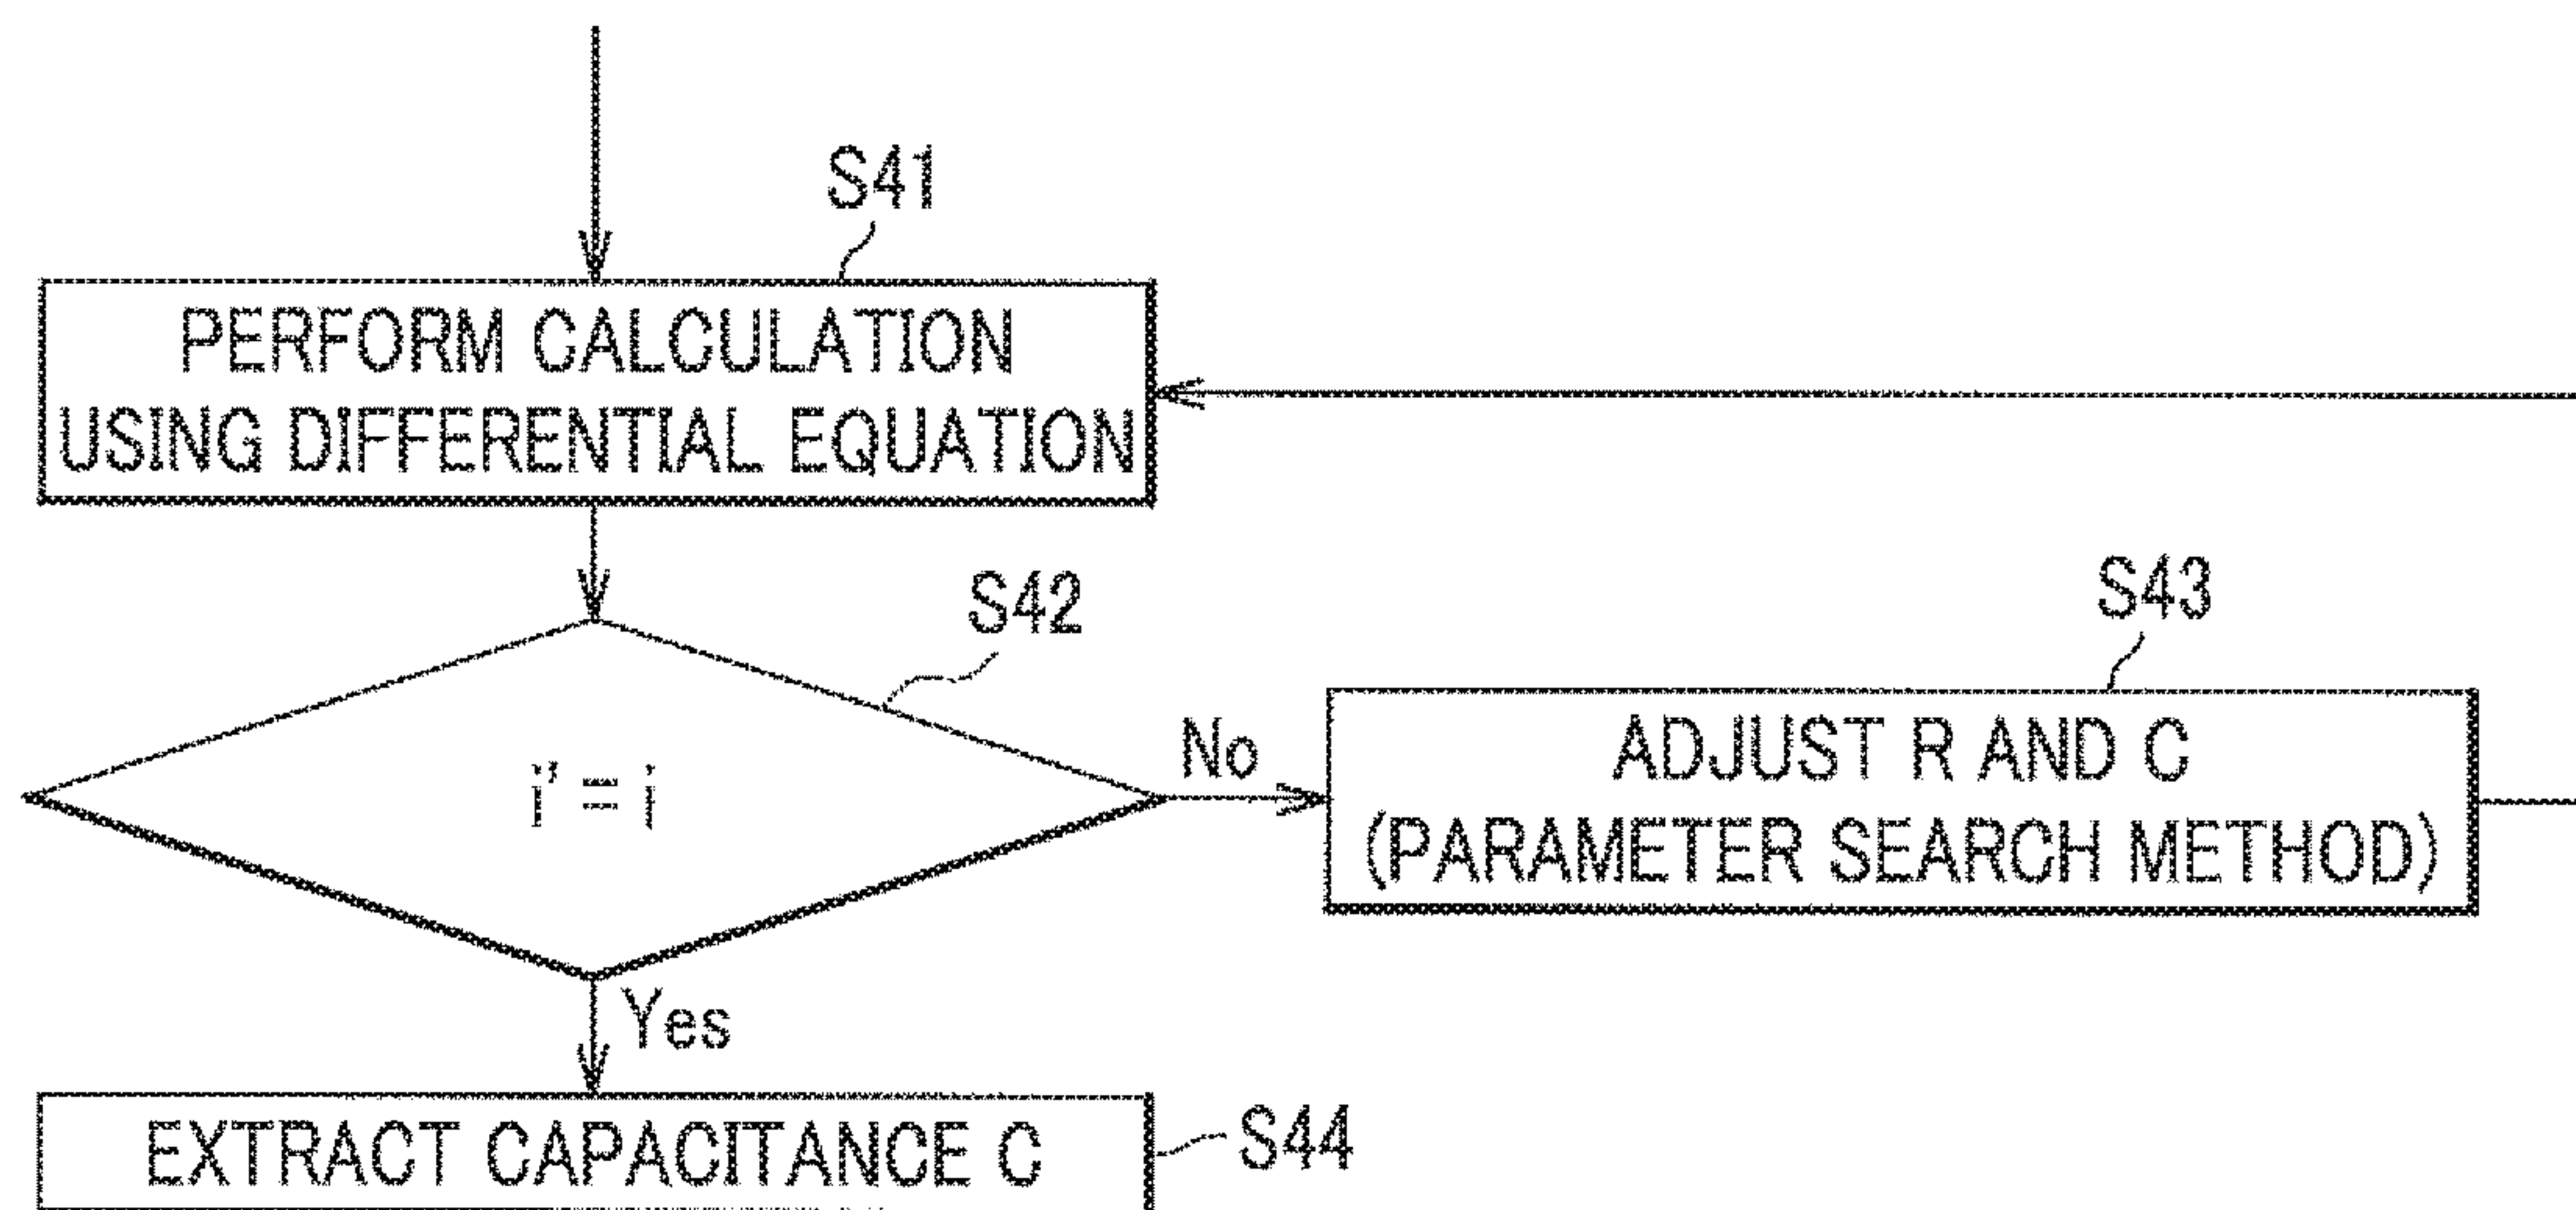 S41
PERFORM CALCULATION
USING DIFFERENTIAL EQUATION
S42
i' = i
No
S43
ADJUST R AND C
(PARAMETER SEARCH METHOD)
Yes
EXTRACT CAPACITANCE C
S44